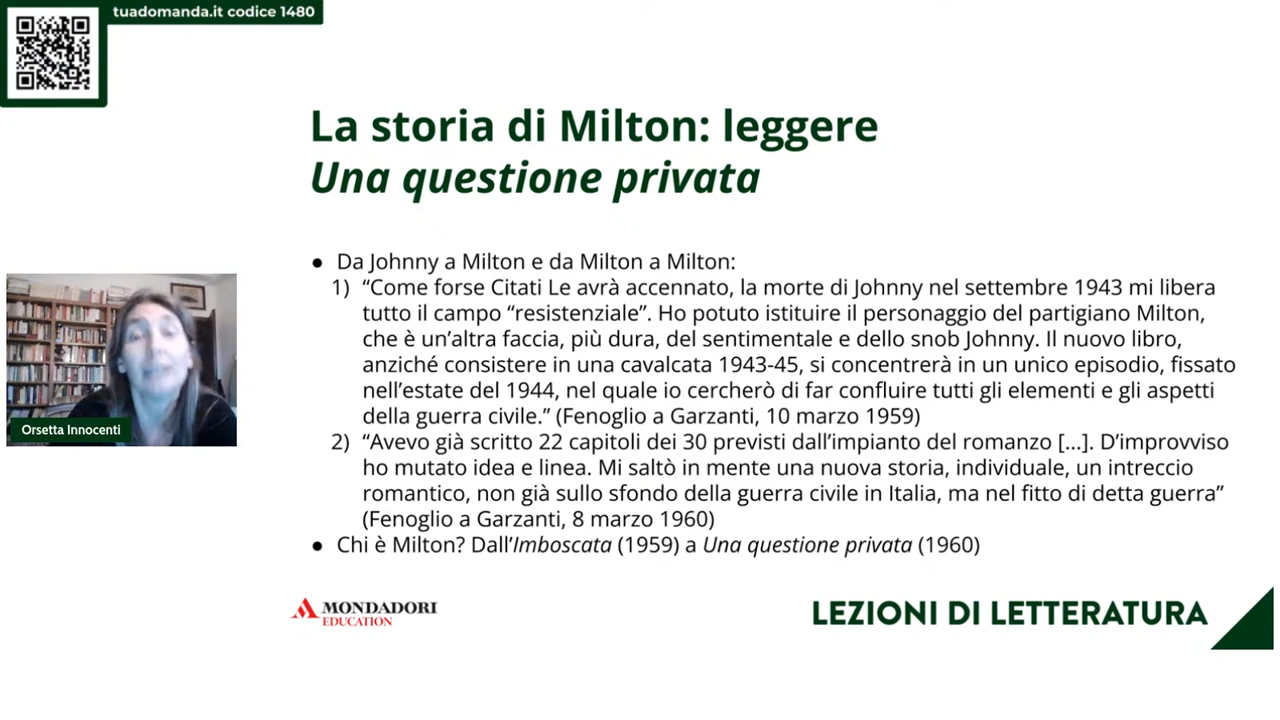 tuadomanda.it codice 1480
La storia di Milton: leggere
Una questione privata
● Da Johnny a Milton e da Milton a Milton:
1) “Come forse Citati Le avrà accennato, la morte di Johnny nel settembre 1943 mi libera
tutto il campo “resistenziale”. Ho potuto istituire il personaggio del partigiano Milton,
che è un’altra faccia, più dura, del sentimentale e dello snob Johnny. Il nuovo libro,
anziché consistere in una cavalcata 1943-45, si concentrerà in un unico episodio, fissato
nell’estate del 1944, nel quale io cercherò di far confluire tutti gli elementi e gli aspetti
della guerra civile.” (Fenoglio a Garzanti, 10 marzo 1959)
2) “Avevo già scritto 22 capitoli dei 30 previsti dall’impianto del romanzo [...]. D’improvviso
ho mutato idea e linea. Mi saltò in mente una nuova storia, individuale, un intreccio
romantico, non già sullo sfondo della guerra civile in Italia, ma nel fitto di detta guerra”
(Fenoglio a Garzanti, 8 marzo 1960)
● Chi è Milton? Dall’Imboscata (1959) a Una questione privata (1960)
Orsetta Innocenti
MONDADORI
EDUCATION
LEZIONI DI LETTERATURA